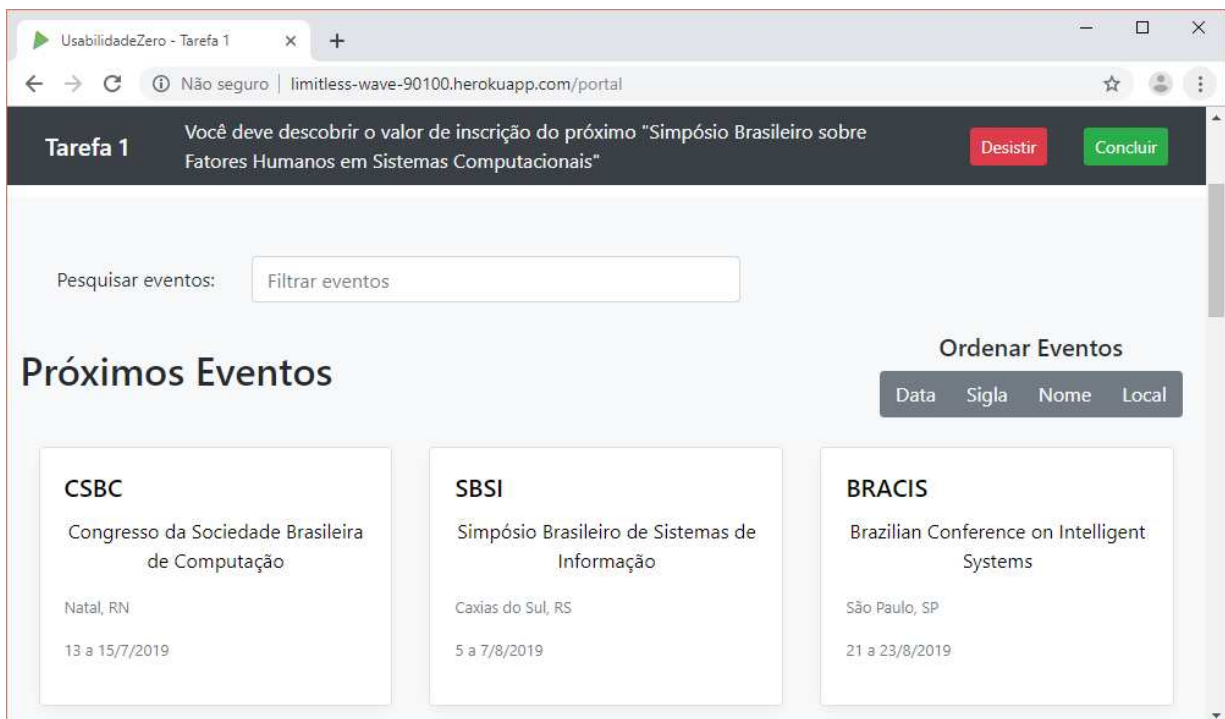 UsabilidadeZero - Tarefa 1
Não seguro | limitless-wave-90100.herokuapp.com/portal
Tarefa 1
Você deve descobrir o valor de inscrição do próximo "Simpósio Brasileiro sobre
Fatores Humanos em Sistemas Computacionais"
Desistir
Concluir
Pesquisar eventos:
Filtrar eventos
Próximos Eventos
Ordenar Eventos
Data Sigla Nome Local
CSBC
Congresso da Sociedade Brasileira
de Computação
Natal, RN
13 a 15/7/2019
SBSI
Simpósio Brasileiro de Sistemas de
Informação
Caxias do Sul, RS
5 a 7/8/2019
BRACIS
Brazilian Conference on Intelligent
Systems
São Paulo, SP
21 a 23/8/2019